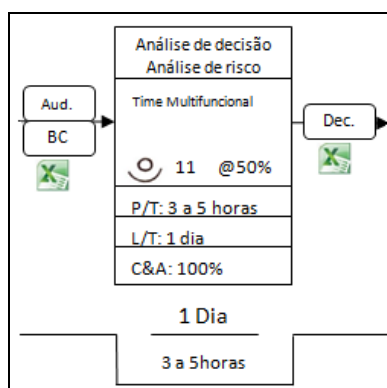 Análise de decisão
Análise de risco
Aud.
BC
Time Multifuncional
11 @50%
Dec.
P/T: 3 a 5 horas
L/T: 1 dia
C&A: 100%
1 Dia
3 a 5horas